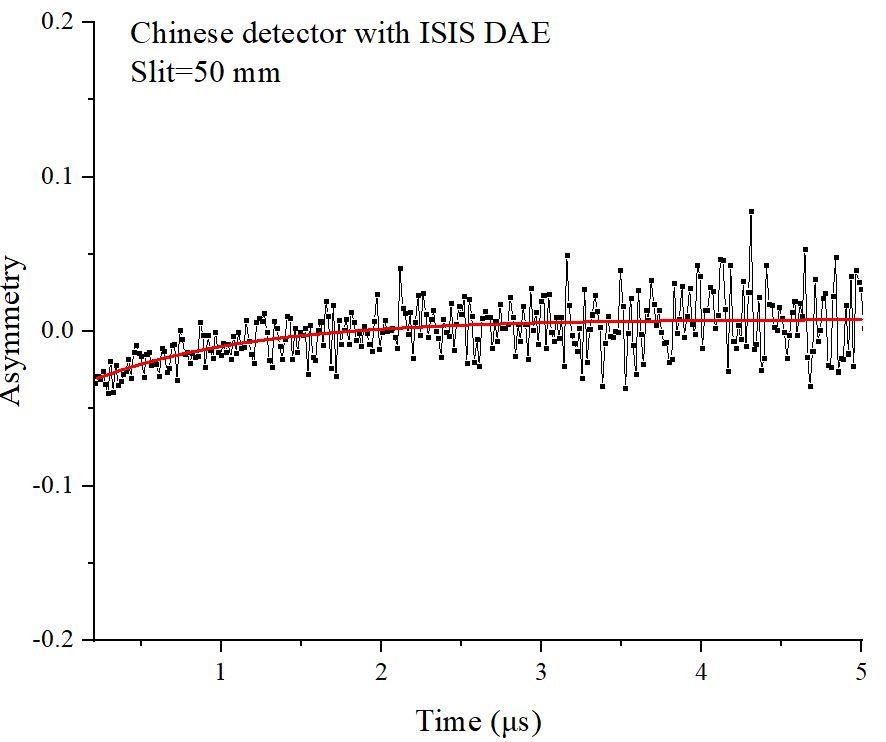 Chinese detector with ISIS DAE
Slit=50 mm
0.2
0.1
0.0
-0.1
-0.2
Asymmetry
1 2 3 4 5
Time (μs)